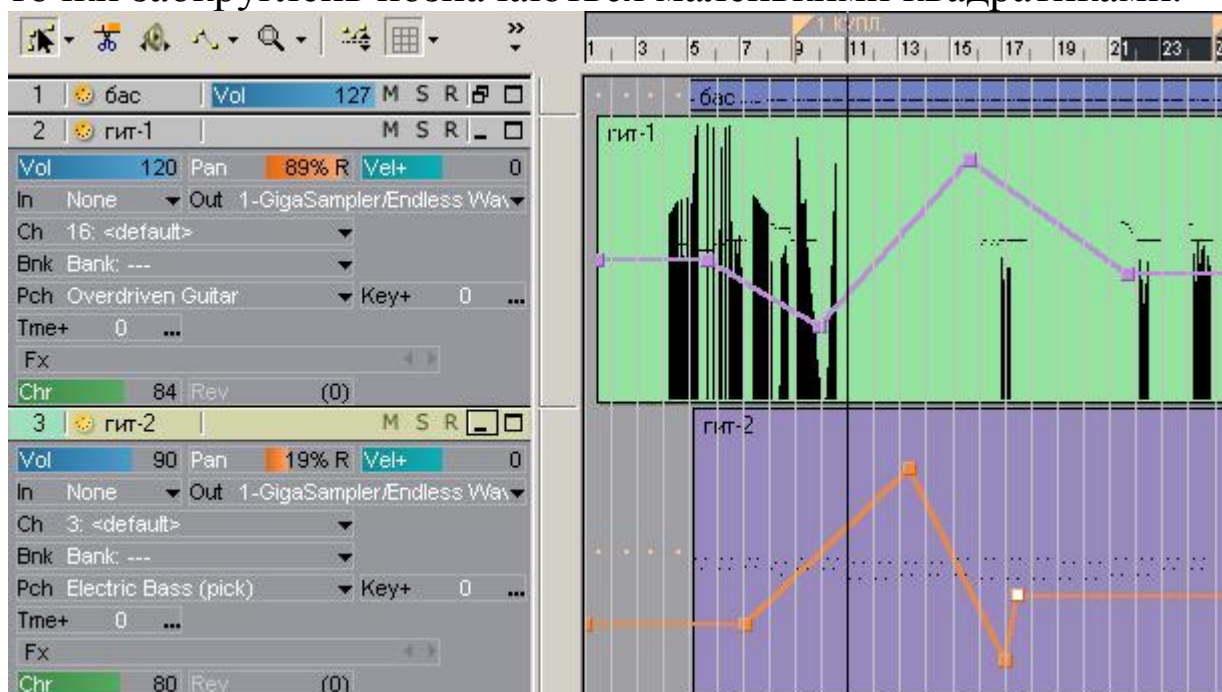 точки заокруглень позначаються маленькими квадратиками.
1 КУПЛ.
1 3 5 7 9 11 13 15 17 19 21 23
1 бас Vol 127 M S R
бас
2 гит-1 M S R
гит-1
Vol 120 Pan 89% R Vel+ 0
In None Out 1-GigaSampler/Endless Wav
Ch 16: <default>
Bnk Bank: ---
Pch Overdriven Guitar Key+ 0 ...
Tme+ 0 ...
Fx
Chr 84 Rev (0)
3 гит-2 M S R
гит-2
Vol 90 Pan 19% R Vel+ 0
In None Out 1-GigaSampler/Endless Wav
Ch 3: <default>
Bnk Bank: ---
Pch Electric Bass (pick) Key+ 0 ...
Tme+ 0 ...
Fx
Chr 80 Rev (0)